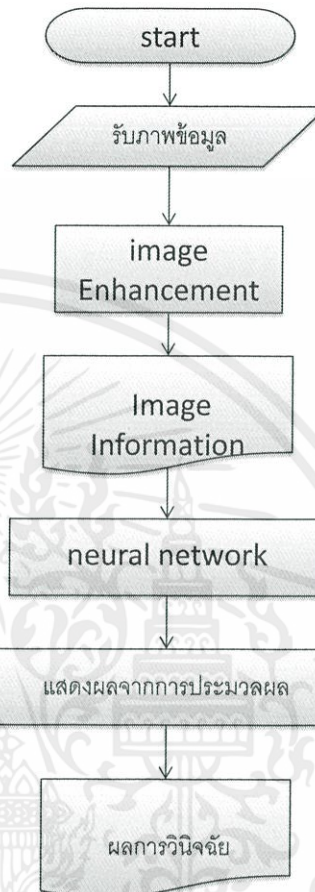 start
รับภาพข้อมูล
image
Enhancement
Image
Information
neural network
แสดงผลจากการประมวลผล
ผลการวินิจฉัย